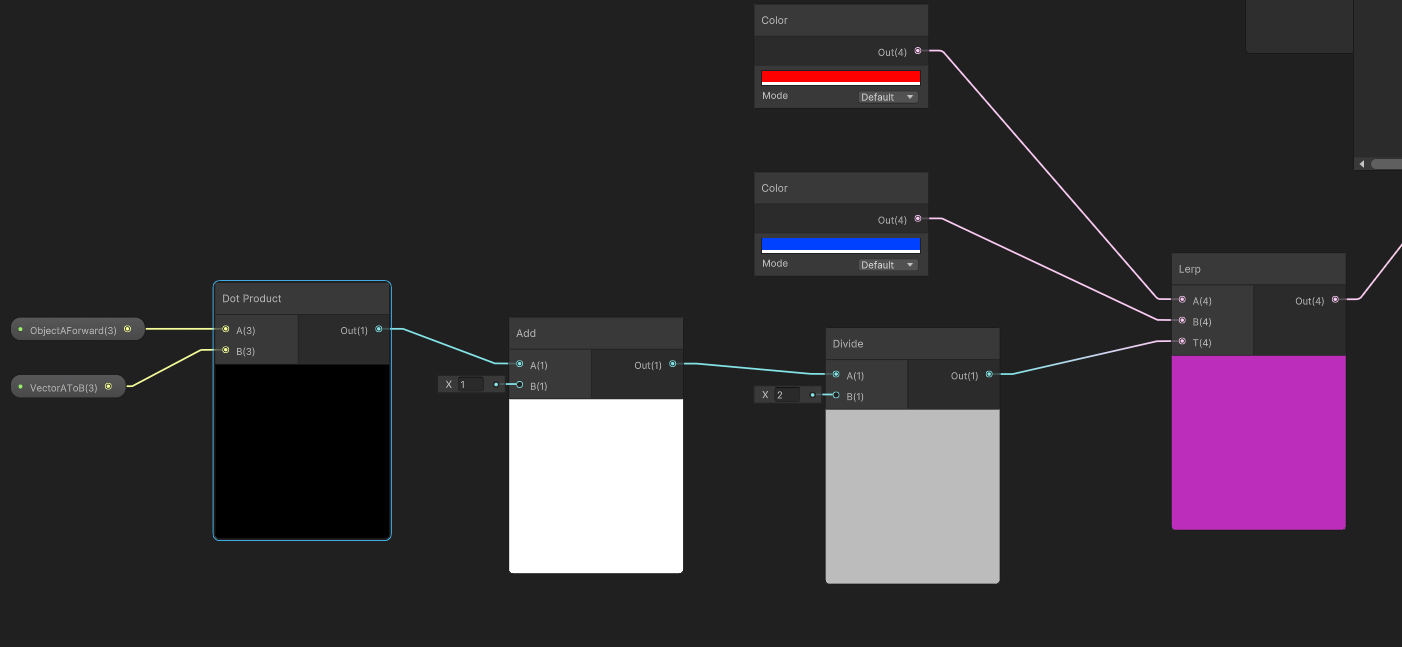 Color
Out(4)
Mode
Default
Color
Out(4)
Mode
Default
Lerp
A(4)
Out(4)
B(4)
T(4)
Dot Product
ObjectAForward(3)
A(3)
Out(1)
B(3)
VectorAToB(3)
Add
A(1)
Out(1)
X 1
B(1)
Divide
A(1)
Out(1)
X 2
B(1)